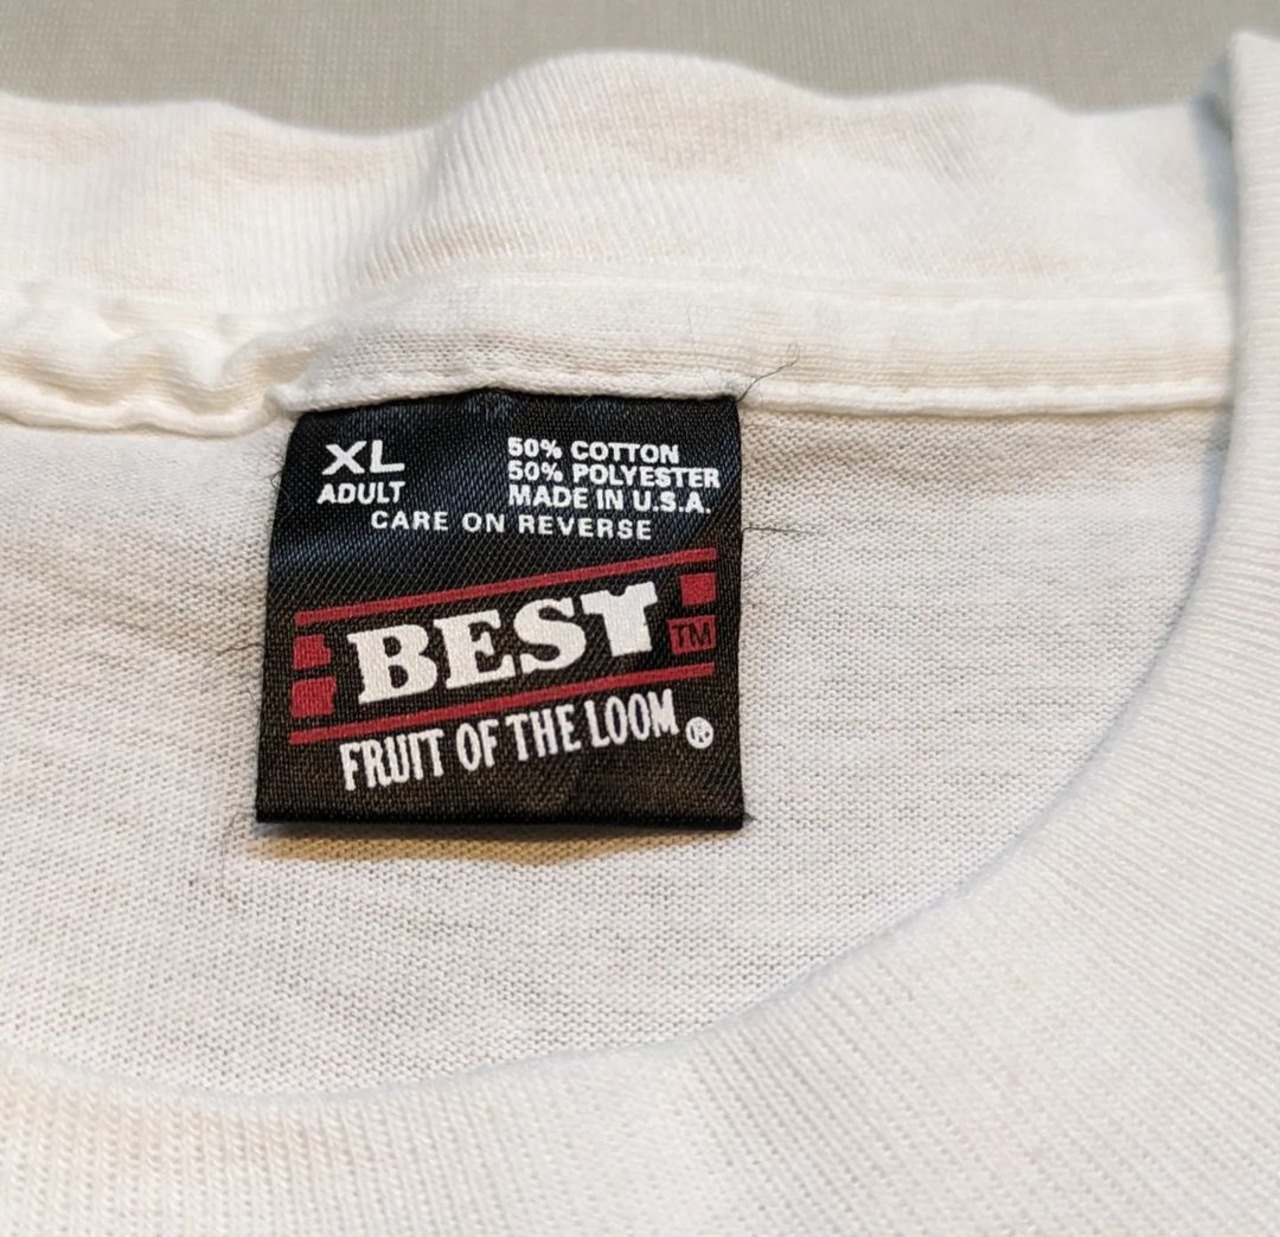 XL
ADULT
50% COTTON
50% POLYESTER
MADE IN U.S.A.
CARE ON REVERSE
BEST TM
FRUIT OF THE LOOM ®